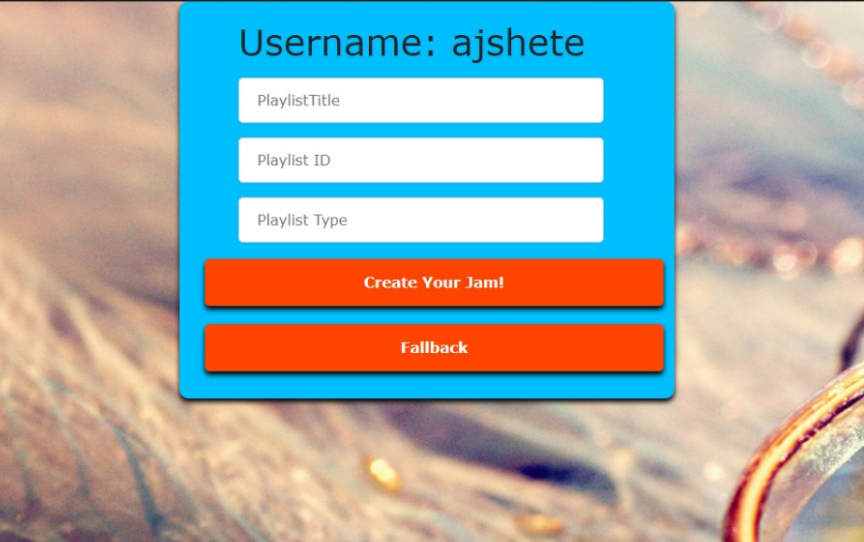 Username: ajshete
PlaylistTitle
Playlist ID
Playlist Type
Create Your Jam!
Fallback